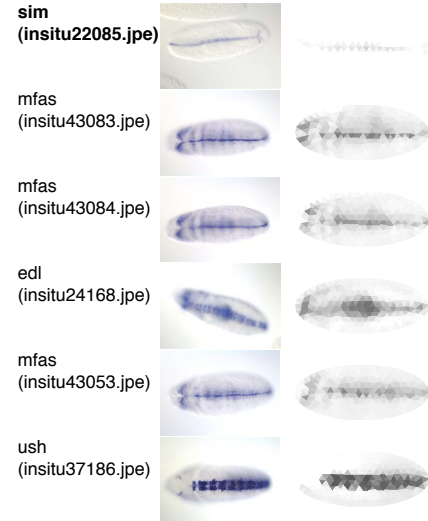 sim
(insitu22085.jpe)
mfas
(insitu43083.jpe)
mfas
(insitu43084.jpe)
edl
(insitu24168.jpe)
mfas
(insitu43053.jpe)
ush
(insitu37186.jpe)